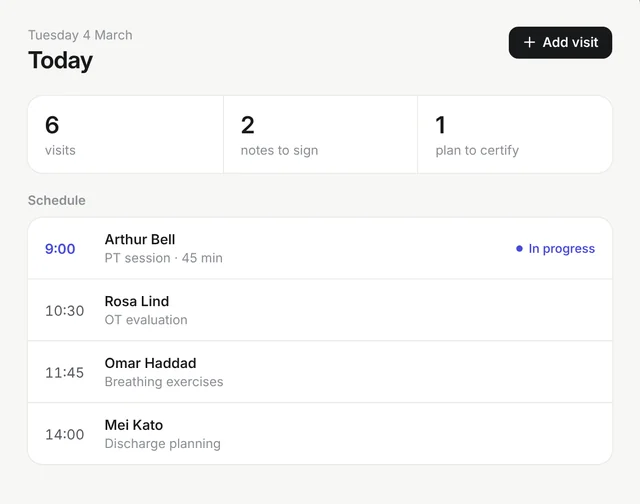 Tuesday 4 March
Today
+ Add visit
6
visits
2
notes to sign
1
plan to certify
Schedule
9:00
Arthur Bell
PT session · 45 min
In progress
10:30
Rosa Lind
OT evaluation
11:45
Omar Haddad
Breathing exercises
14:00
Mei Kato
Discharge planning